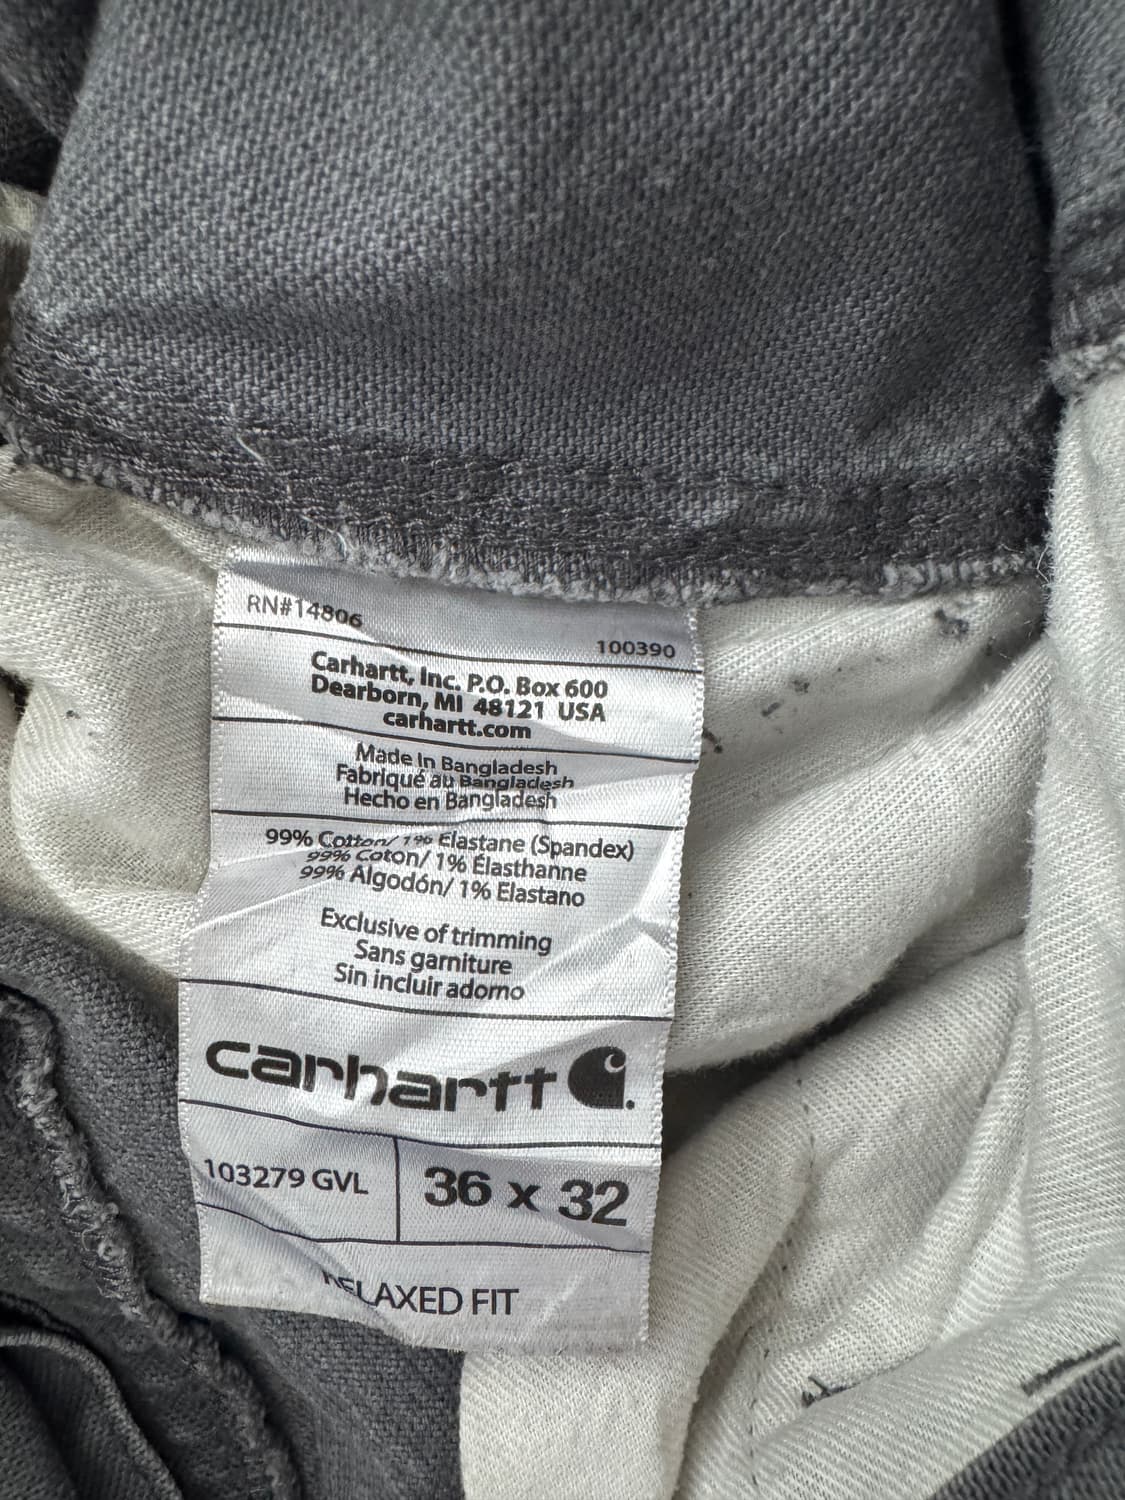 RN#14806
100390
Carhartt, Inc. P.O. Box 600
Dearborn, MI 48121 USA
carhartt.com
Made In Bangladesh
Fabriqué au Bangladesh
Hecho en Bangladesh
99% Cotton/ 1% Elastane (Spandex)
99% Coton/ 1% Élasthanne
99% Algodón/ 1% Elastano
Exclusive of trimming
Sans garniture
Sin incluir adorno
carhartt
103279 GVL
36 x 32
RELAXED FIT